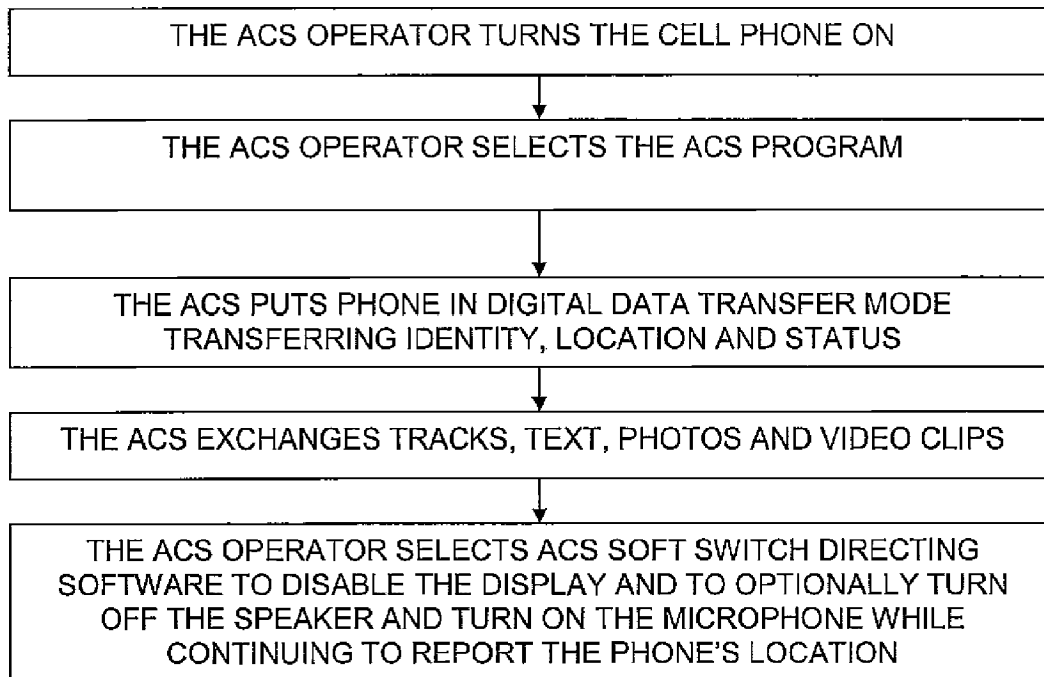 THE ACS OPERATOR TURNS THE CELL PHONE ON
THE ACS OPERATOR SELECTS THE ACS PROGRAM
THE ACS PUTS PHONE IN DIGITAL DATA TRANSFER MODE
TRANSFERRING IDENTITY, LOCATION AND STATUS
THE ACS EXCHANGES TRACKS, TEXT, PHOTOS AND VIDEO CLIPS
THE ACS OPERATOR SELECTS ACS SOFT SWITCH DIRECTING
SOFTWARE TO DISABLE THE DISPLAY AND TO OPTIONALLY TURN
OFF THE SPEAKER AND TURN ON THE MICROPHONE WHILE
CONTINUING TO REPORT THE PHONE'S LOCATION